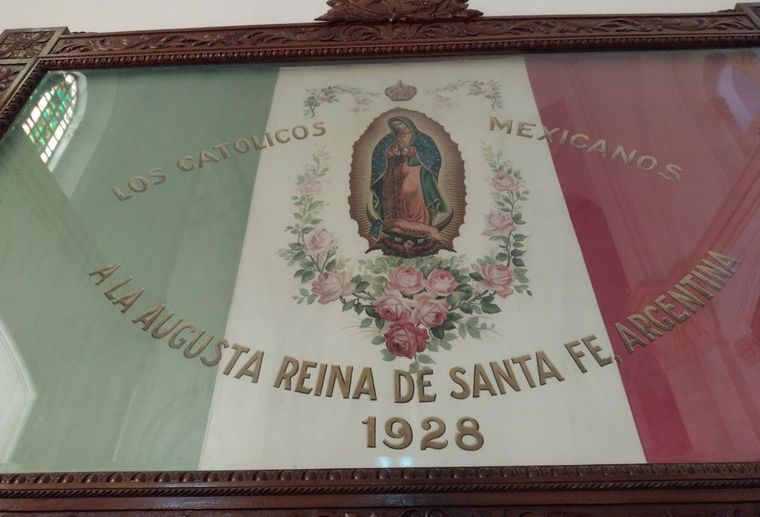 LOS CATOLICOS MEXICANOS
A LA AUGUSTA REINA DE SANTA FE, ARGENTINA
1928